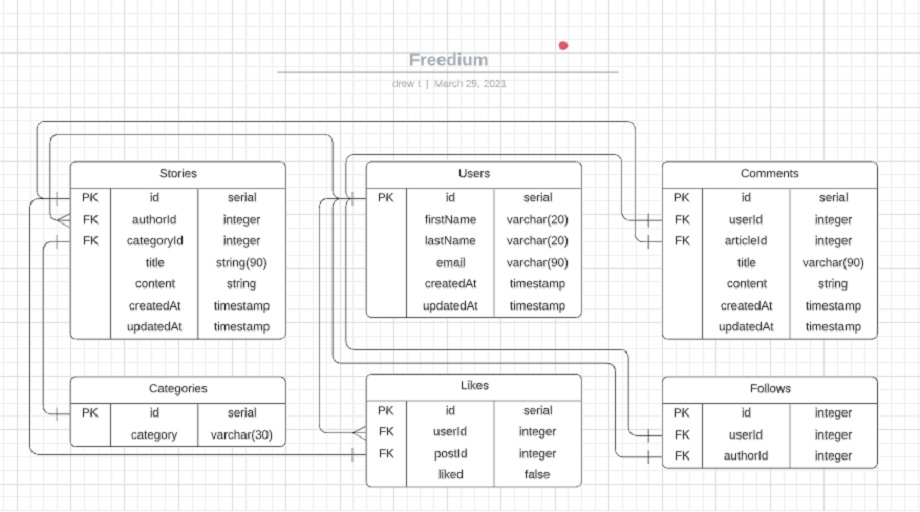 Freedium
drew t | March 29, 2021
Stories
PK id serial
FK authorId integer
FK categoryId integer
title string(90)
content string
createdAt timestamp
updatedAt timestamp
Users
PK id serial
firstName varchar(20)
lastName varchar(20)
email varchar(90)
createdAt timestamp
updatedAt timestamp
Comments
PK id serial
FK userId integer
FK articleId integer
title varchar(90)
content string
createdAt timestamp
updatedAt timestamp
Categories
PK id serial
category varchar(30)
Likes
PK id serial
FK userId integer
FK postId integer
liked false
Follows
PK id integer
FK userId integer
FK authorId integer